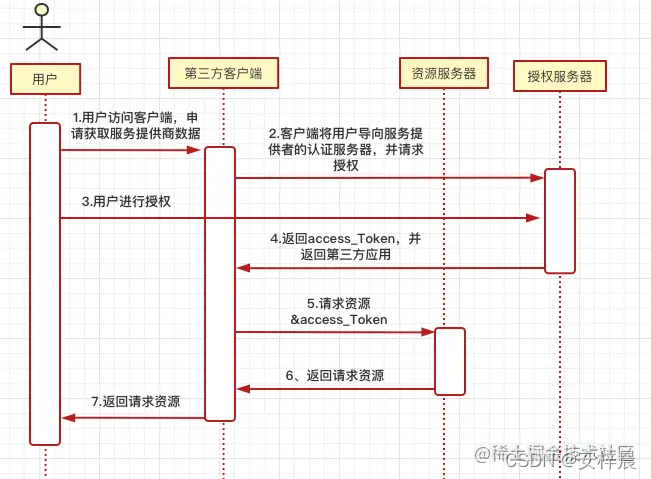 用户
第三方客户端
资源服务器
授权服务器
1.用户访问客户端，申
请获取服务提供商数据
2.客户端将用户导向服务提
供者的认证服务器，并请求
授权
3.用户进行授权
4.返回access_Token，并
返回第三方应用
5.请求资源
&access_Token
6、返回请求资源
7.返回请求资源
@稀土掘金技术社区
CSDN @安梓晨